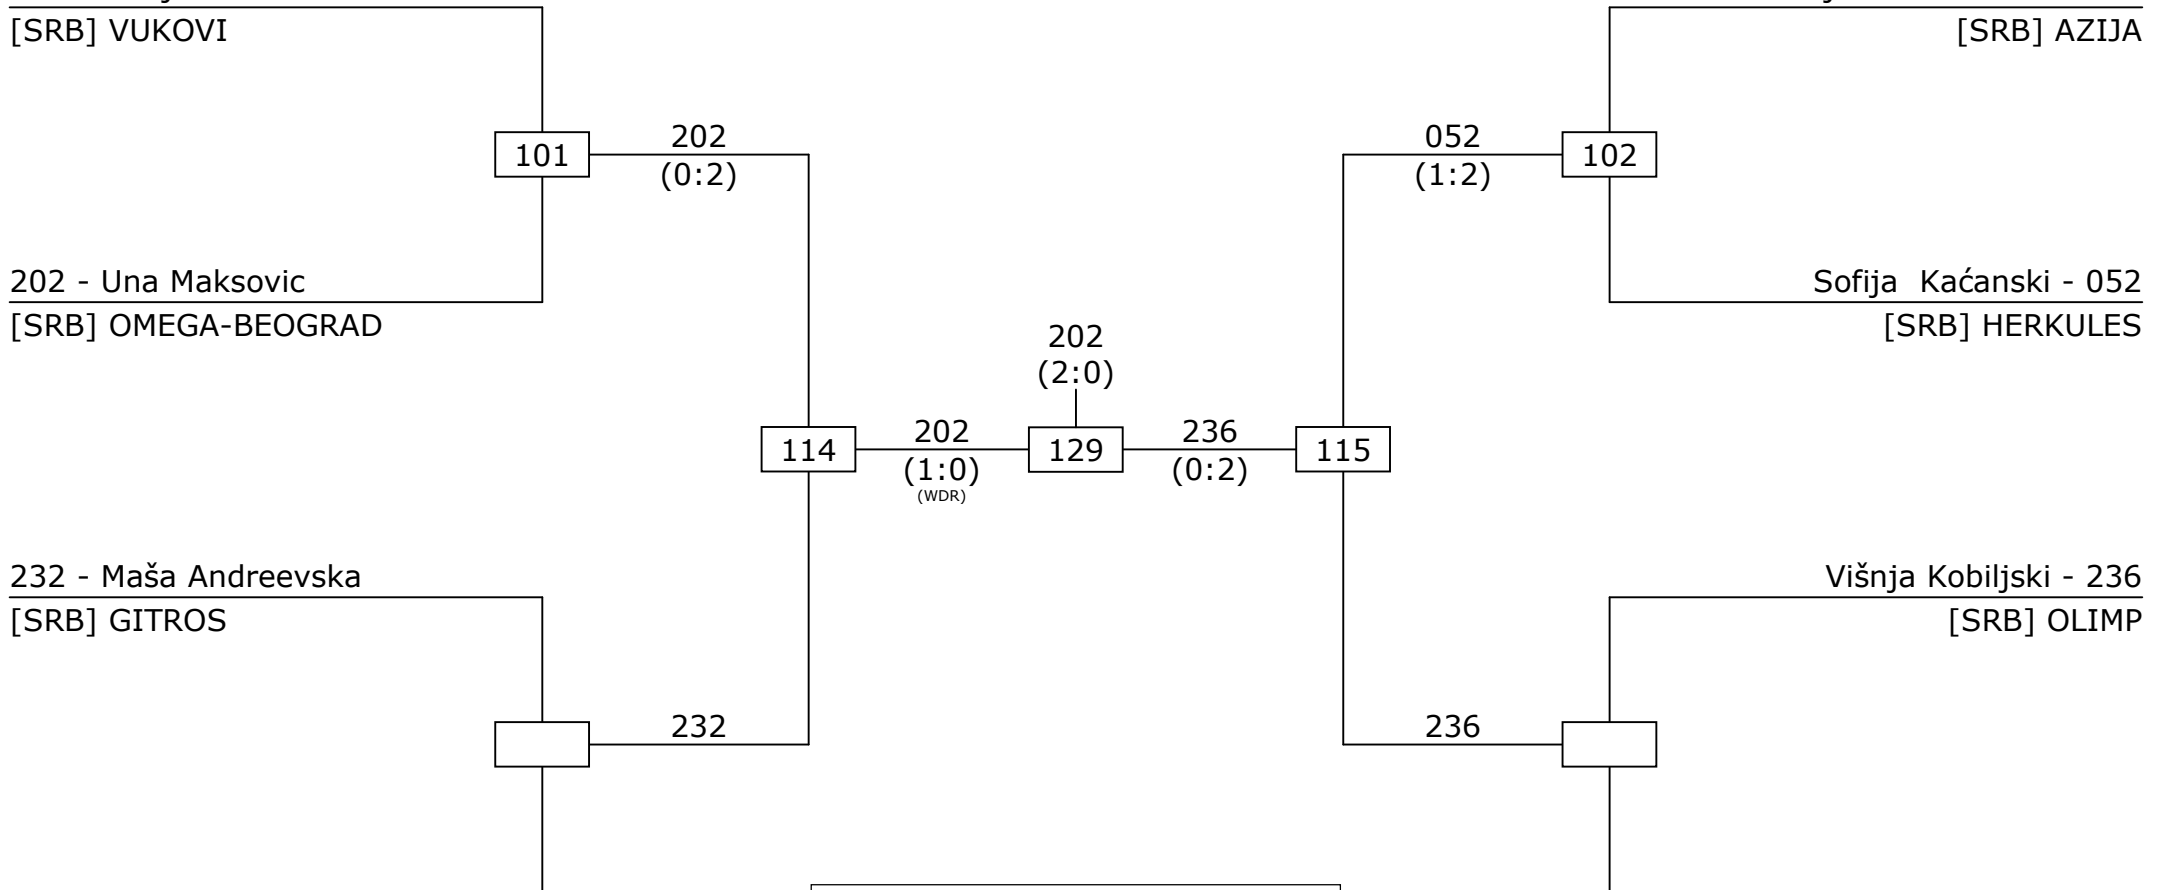 [SRB] VUKOVI
[SRB] AZIJA
101
202
(0:2)
052
(1:2)
102
202 - Una Maksovic
[SRB] OMEGA-BEOGRAD
Sofija  Kaćanski - 052
[SRB] HERKULES
202
(2:0)
114
202
(1:0)
(WDR)
129
236
(0:2)
115
232 - Maša Andreevska
[SRB] GITROS
Višnja Kobiljski - 236
[SRB] OLIMP
232
236